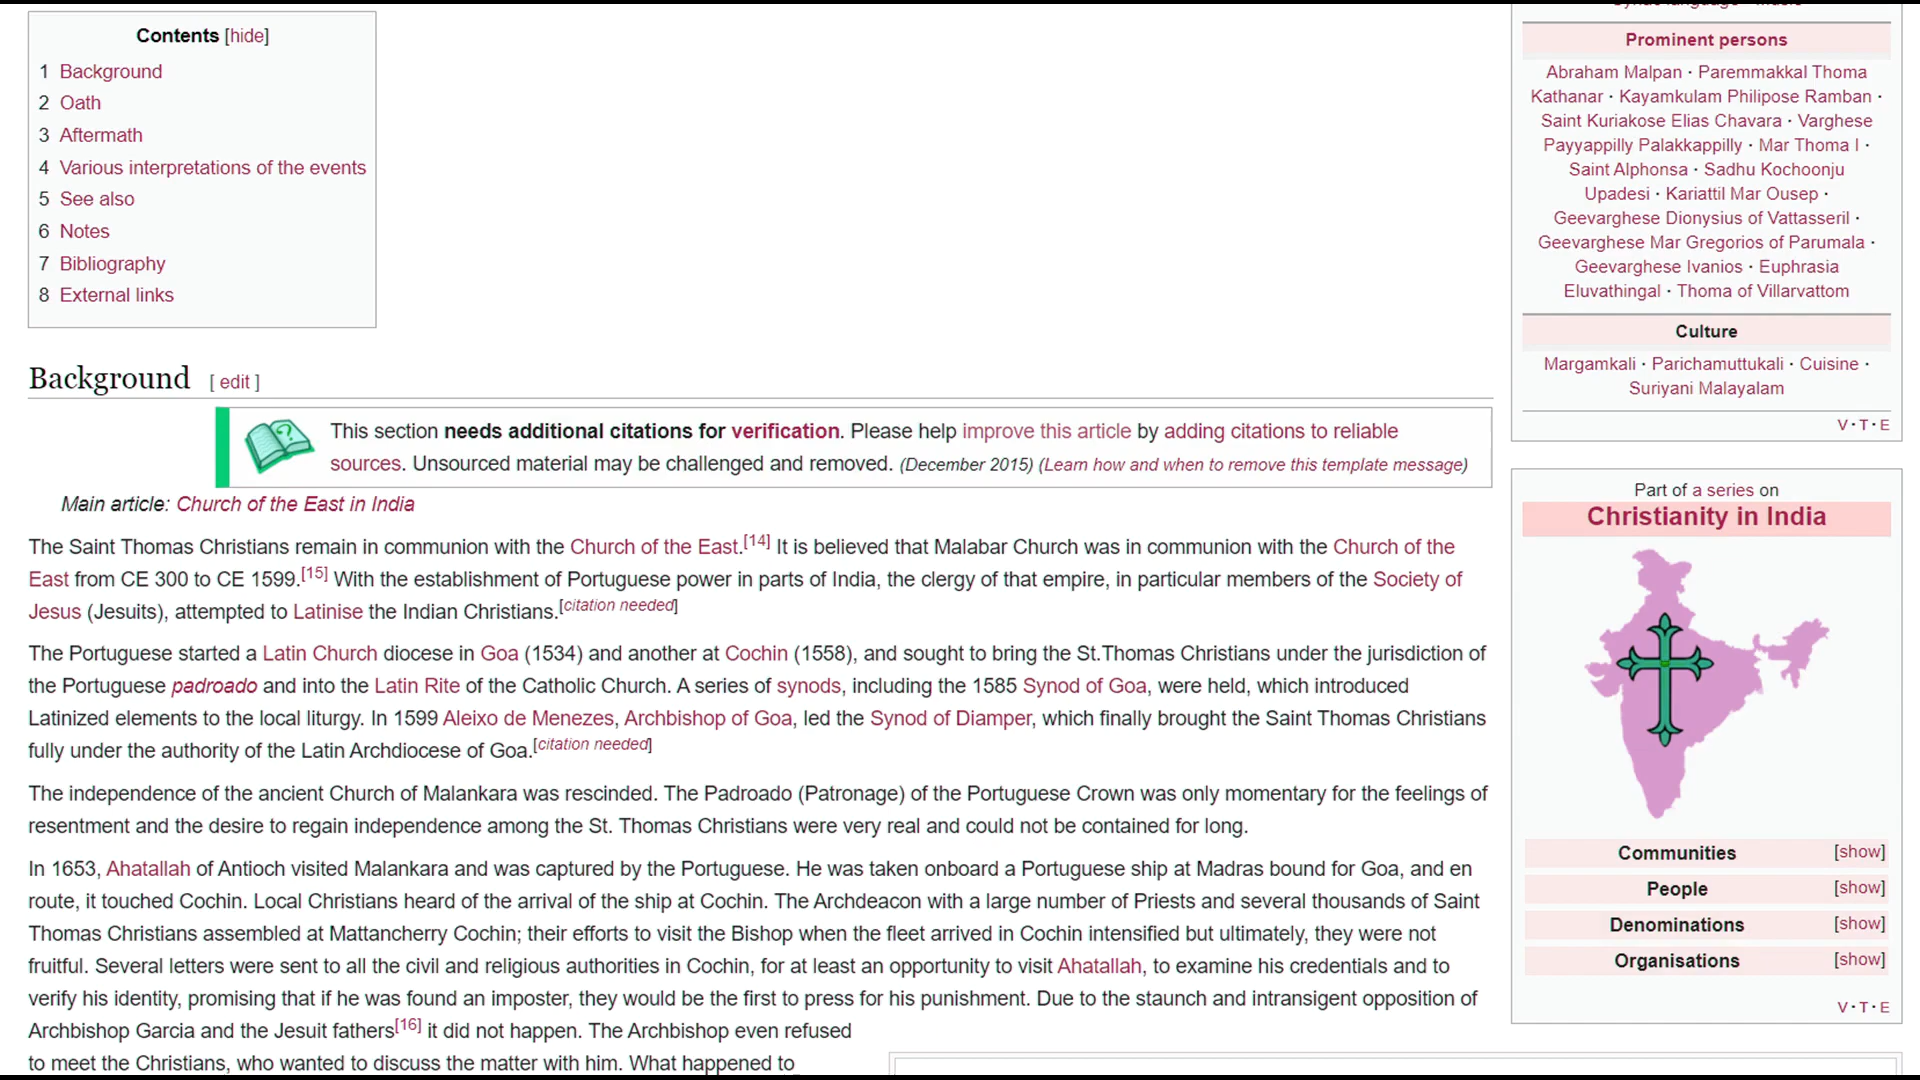 Contents [hide]
1 Background
2 Oath
3 Aftermath
4 Various interpretations of the events
5 See also
6 Notes
7 Bibliography
8 External links
Background [ edit ]
This section needs additional citations for verification. Please help improve this article by adding citations to reliable
sources. Unsourced material may be challenged and removed. (December 2015) (Learn how and when to remove this template message)
Main article: Church of the East in India
The Saint Thomas Christians remain in communion with the Church of the East.[14] It is believed that Malabar Church was in communion with the Church of the
East from CE 300 to CE 1599.[15] With the establishment of Portuguese power in parts of India, the clergy of that empire, in particular members of the Society of
Jesus (Jesuits), attempted to Latinise the Indian Christians.[citation needed]
The Portuguese started a Latin Church diocese in Goa (1534) and another at Cochin (1558), and sought to bring the St.Thomas Christians under the jurisdiction of
the Portuguese padroado and into the Latin Rite of the Catholic Church. A series of synods, including the 1585 Synod of Goa, were held, which introduced
Latinized elements to the local liturgy. In 1599 Aleixo de Menezes, Archbishop of Goa, led the Synod of Diamper, which finally brought the Saint Thomas Christians
fully under the authority of the Latin Archdiocese of Goa.[citation needed]
The independence of the ancient Church of Malankara was rescinded. The Padroado (Patronage) of the Portuguese Crown was only momentary for the feelings of
resentment and the desire to regain independence among the St. Thomas Christians were very real and could not be contained for long.
In 1653, Ahatallah of Antioch visited Malankara and was captured by the Portuguese. He was taken onboard a Portuguese ship at Madras bound for Goa, and en
route, it touched Cochin. Local Christians heard of the arrival of the ship at Cochin. The Archdeacon with a large number of Priests and several thousands of Saint
Thomas Christians assembled at Mattancherry Cochin; their efforts to visit the Bishop when the fleet arrived in Cochin intensified but ultimately, they were not
fruitful. Several letters were sent to all the civil and religious authorities in Cochin, for at least an opportunity to visit Ahatallah, to examine his credentials and to
verify his identity, promising that if he was found an imposter, they would be the first to press for his punishment. Due to the staunch and intransigent opposition of
Archbishop Garcia and the Jesuit fathers[16] it did not happen. The Archbishop even refused
to meet the Christians, who wanted to discuss the matter with him. What happened to
Prominent persons
Abraham Malpan · Paremmakkal Thoma
Kathanar · Kayamkulam Philipose Ramban ·
Saint Kuriakose Elias Chavara · Varghese
Payyappilly Palakkappilly · Mar Thoma I ·
Saint Alphonsa · Sadhu Kochoonju
Upadesi · Kariattil Mar Ousep ·
Geevarghese Dionysius of Vattasseril ·
Geevarghese Mar Gregorios of Parumala ·
Geevarghese Ivanios · Euphrasia
Eluvathingal · Thoma of Villarvattom
Culture
Margamkali · Parichamuttukali · Cuisine ·
Suriyani Malayalam
V · T · E
Part of a series on
Christianity in India
Communities [show]
People [show]
Denominations [show]
Organisations [show]
V · T · E